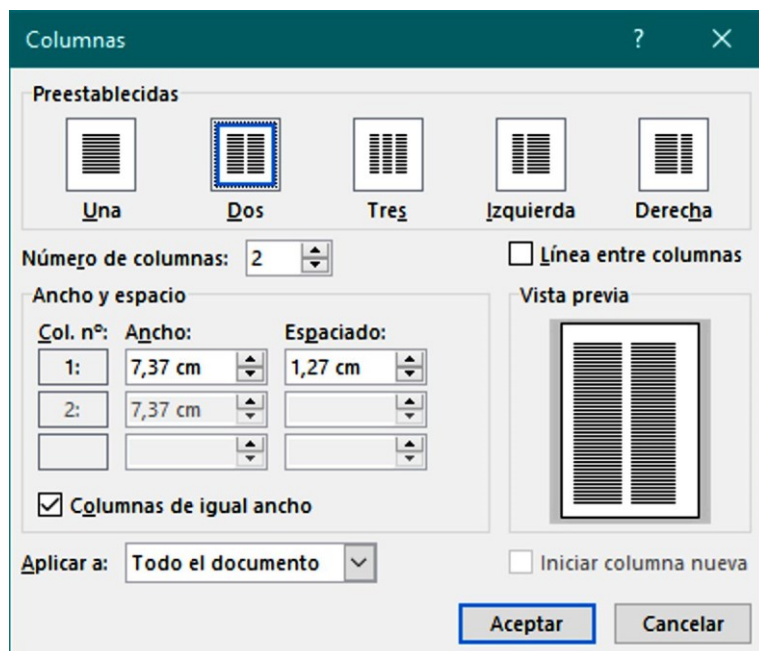 Columnas ?
Preestablecidas
Una Dos Tres Izquierda Derecha
Número de columnas: 2 Línea entre columnas
Ancho y espacio Vista previa
Col. nº: Ancho: Espaciado:
1: 7,37 cm 1,27 cm
2: 7,37 cm
Columnas de igual ancho
Aplicar a: Todo el documento Iniciar columna nueva
Aceptar Cancelar